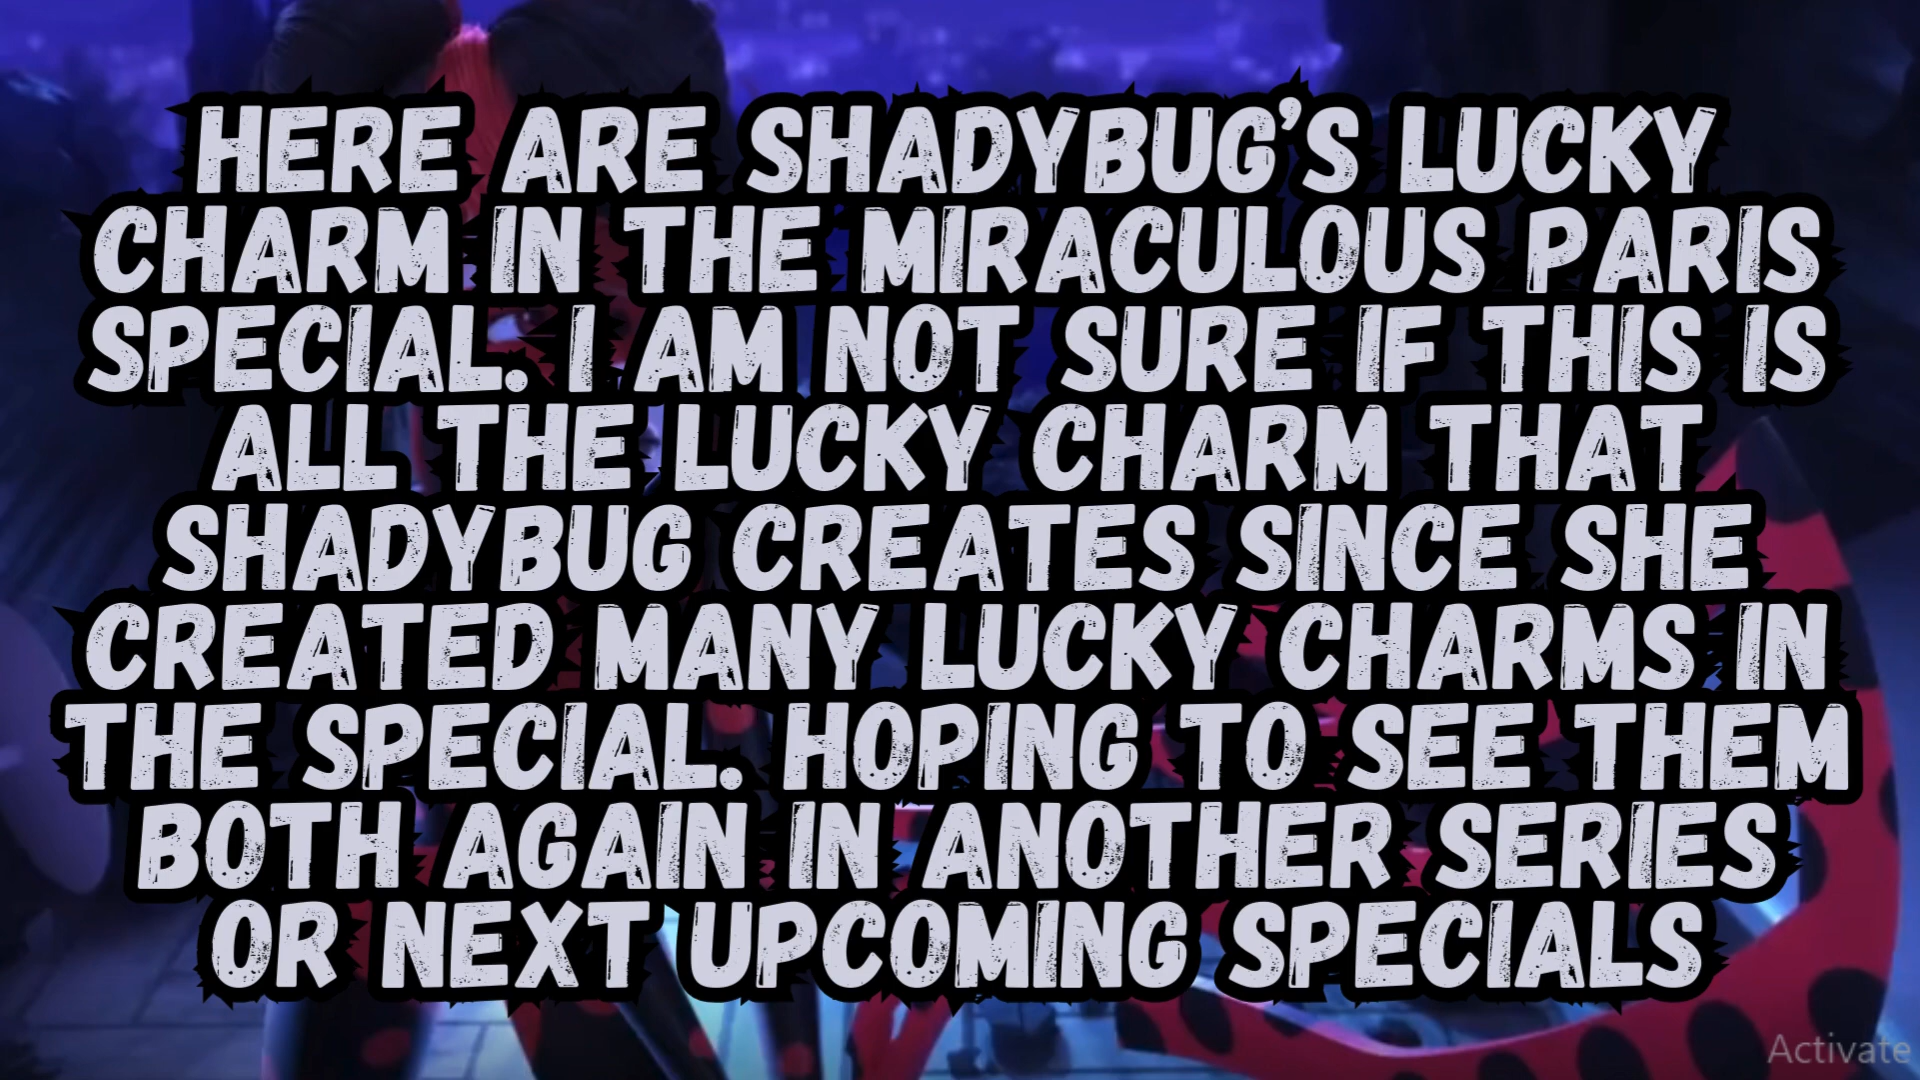 HERE ARE SHADYBUG'S LUCKY
CHARM IN THE MIRACULOUS PARIS
SPECIAL. I AM NOT SURE IF THIS IS
ALL THE LUCKY CHARM THAT
SHADYBUG CREATES SINCE SHE
CREATED MANY LUCKY CHARMS IN
THE SPECIAL. HOPING TO SEE THEM
BOTH AGAIN IN ANOTHER SERIES
OR NEXT UPCOMING SPECIALS
Activate